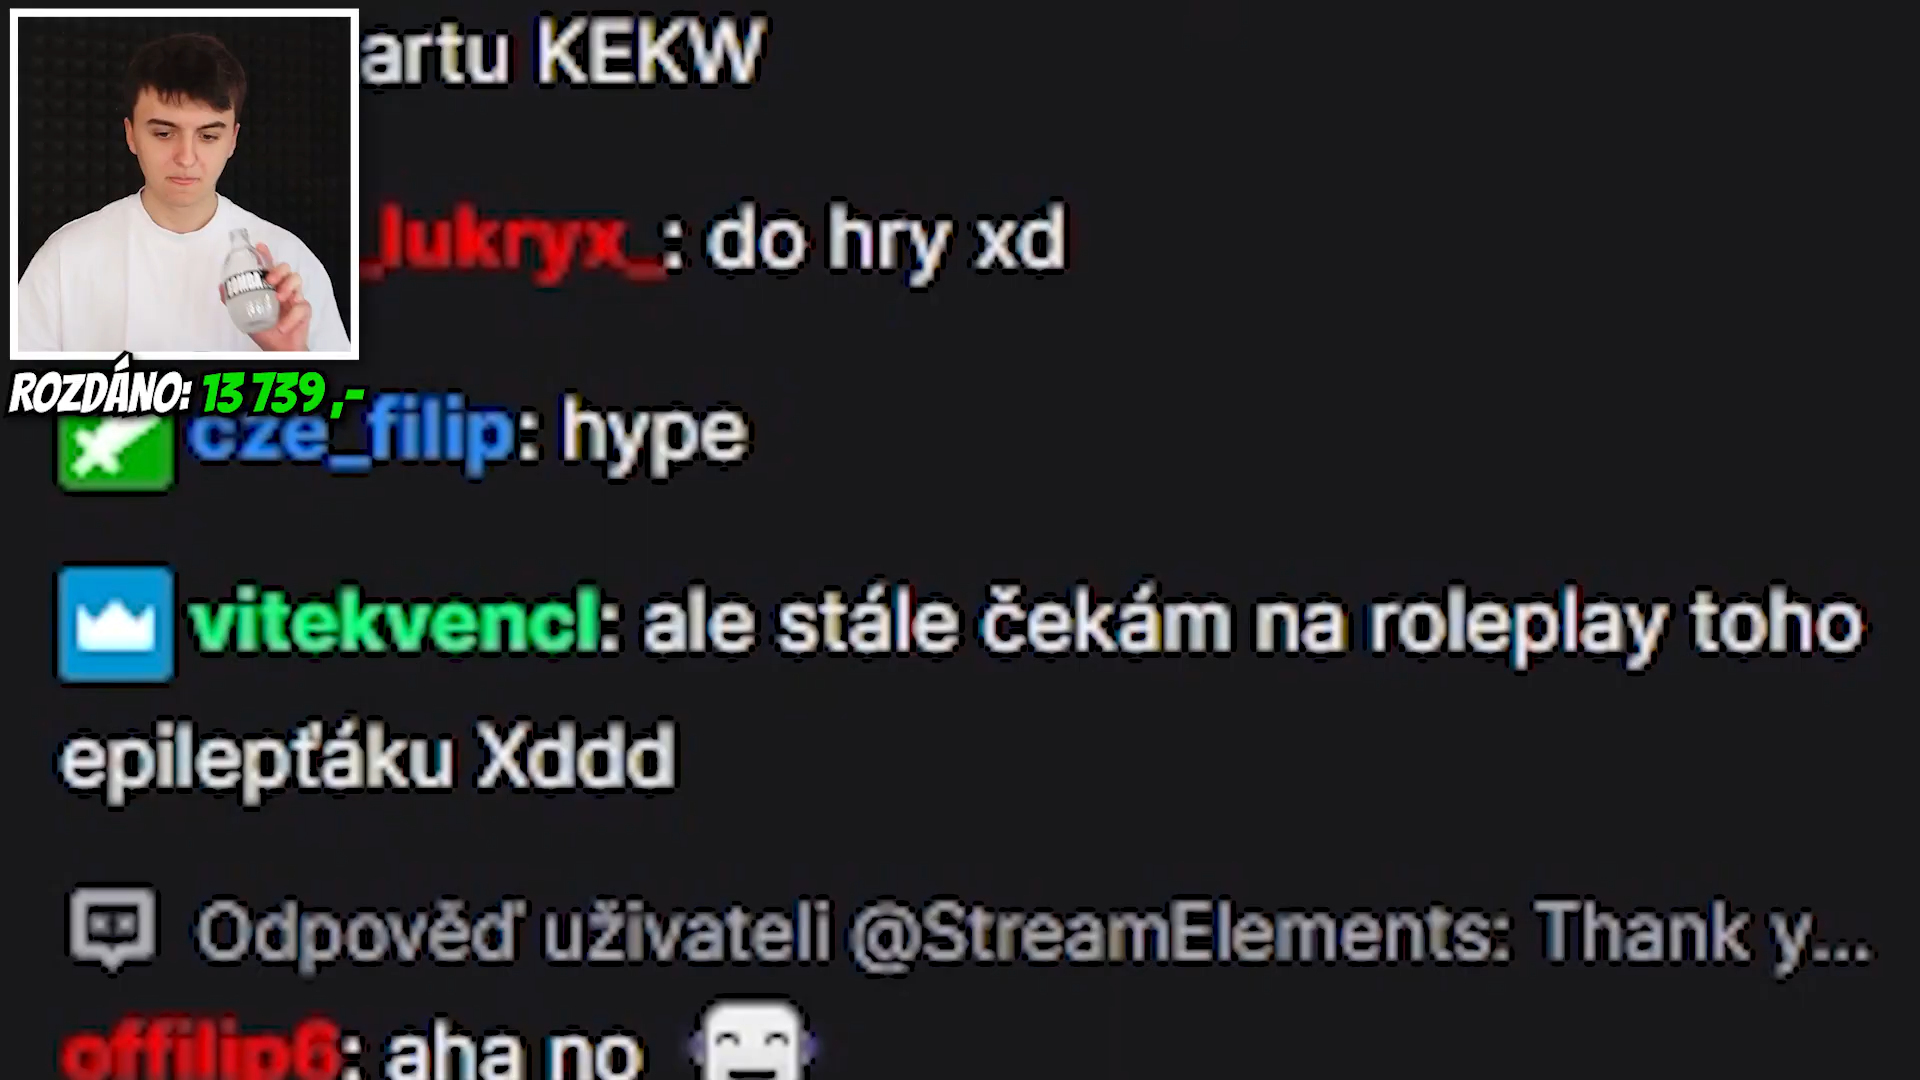 artu KEKW
_lukryx_: do hry xd
ROZDÁNO: 13 739 ,-
cze_filip: hype
vitekvencl: ale stále čekám na roleplay toho
epilepťáku Xddd
Odpověď uživateli @StreamElements: Thank y...
offilip6: aha no